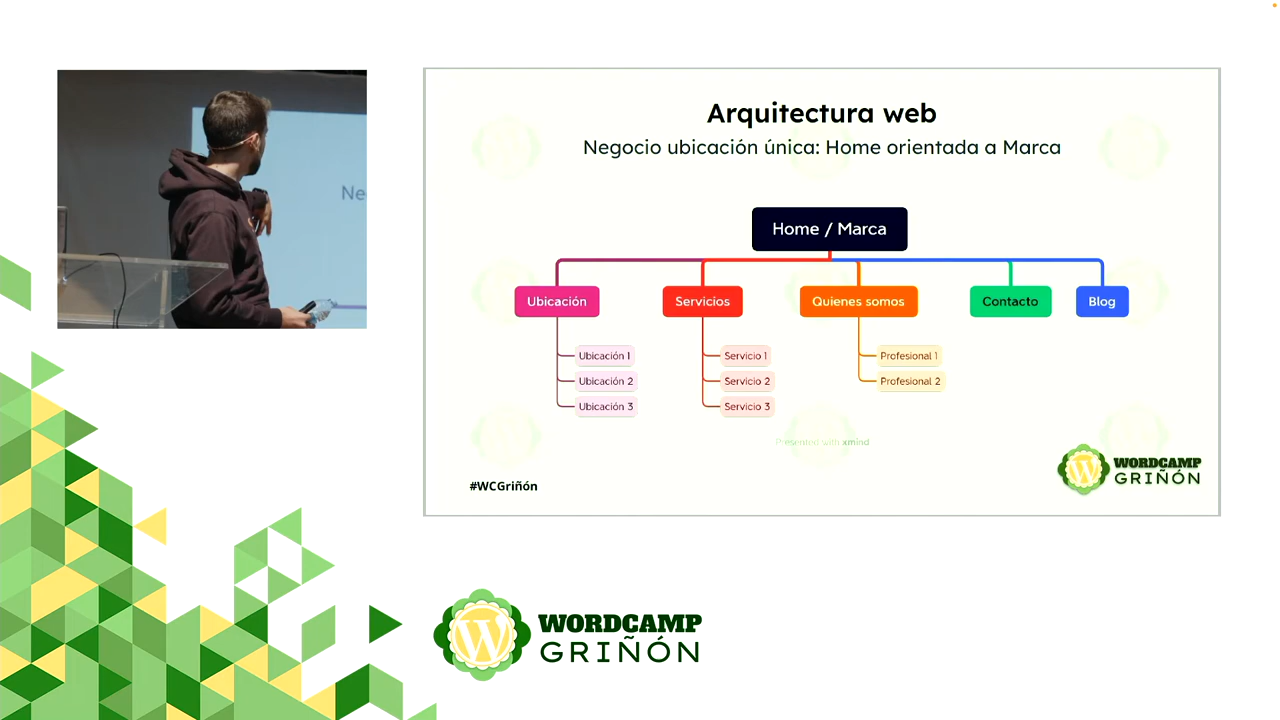 Ne
Arquitectura web
Negocio ubicación única: Home orientada a Marca
Home / Marca
Ubicación
Servicios
Quienes somos
Contacto
Blog
Ubicación 1
Servicio 1
Profesional 1
Ubicación 2
Servicio 2
Profesional 2
Ubicación 3
Servicio 3
Presented with xmind
#WCGriñón
WORDCAMP
GRIÑÓN
WORDCAMP
GRIÑÓN